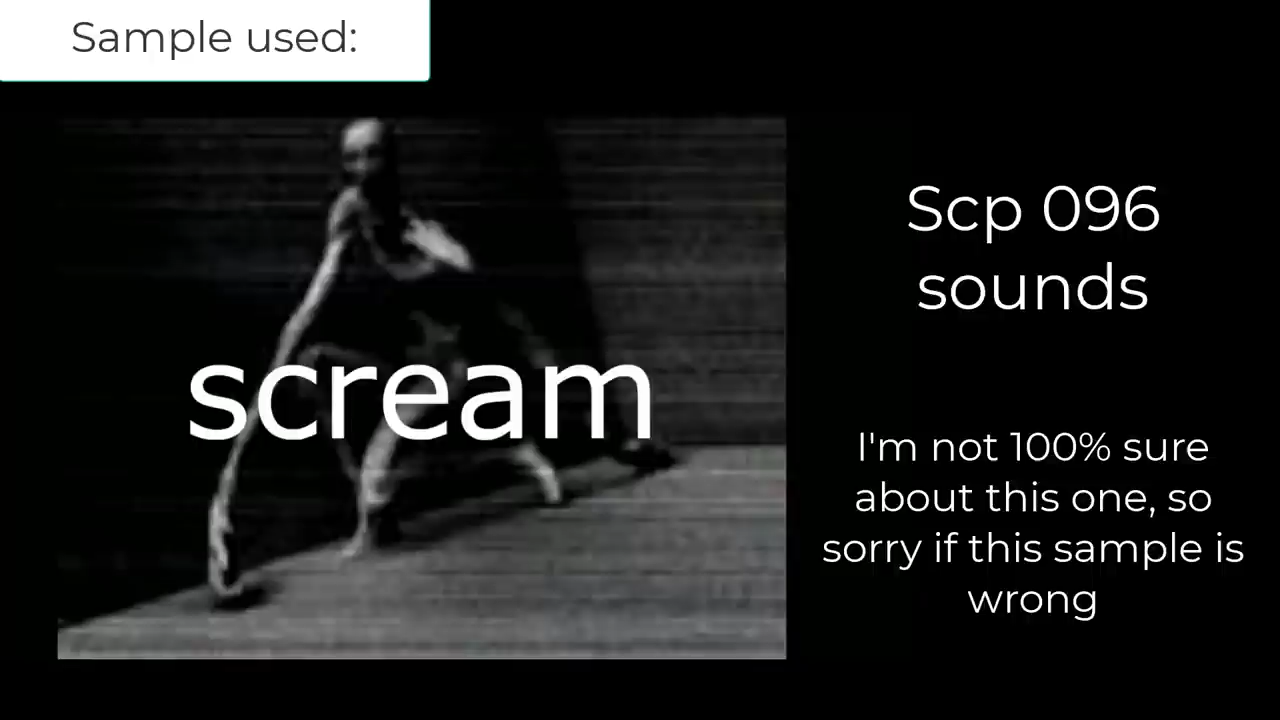 Sample used:
scream
Scp 096
sounds
I'm not 100% sure
about this one, so
sorry if this sample is
wrong